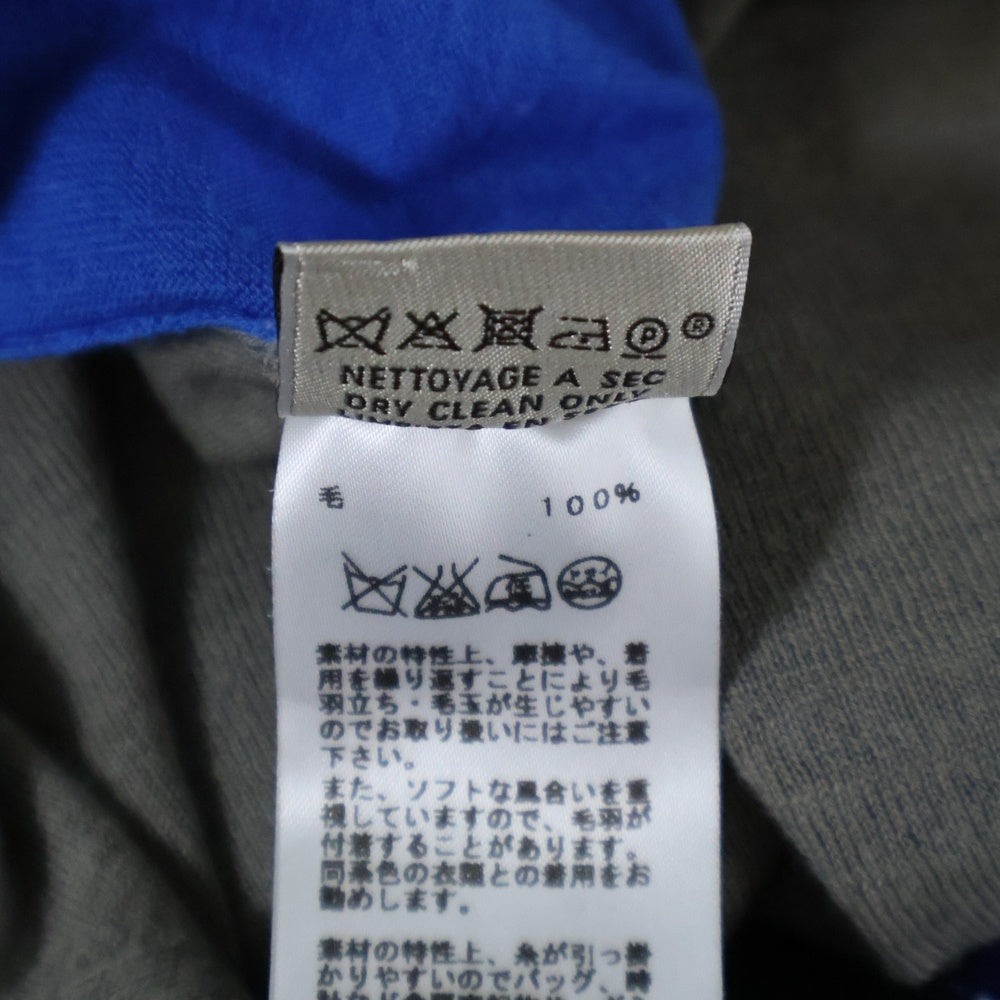 P ®
NETTOYAGE A SEC
DRY CLEAN ONLY
毛 100%
素材の特性上、摩擦や、着
用を繰り返すことにより毛
羽立ち・毛玉が生じやすい
のでお取り扱いにはご注意
下さい。
また、ソフトな風合いを重
視していますので、毛羽が
付着することがあります。
同系色の衣類との着用をお
勧めします。
素材の特性上、糸が引っ掛
かりやすいのでバッグ、時